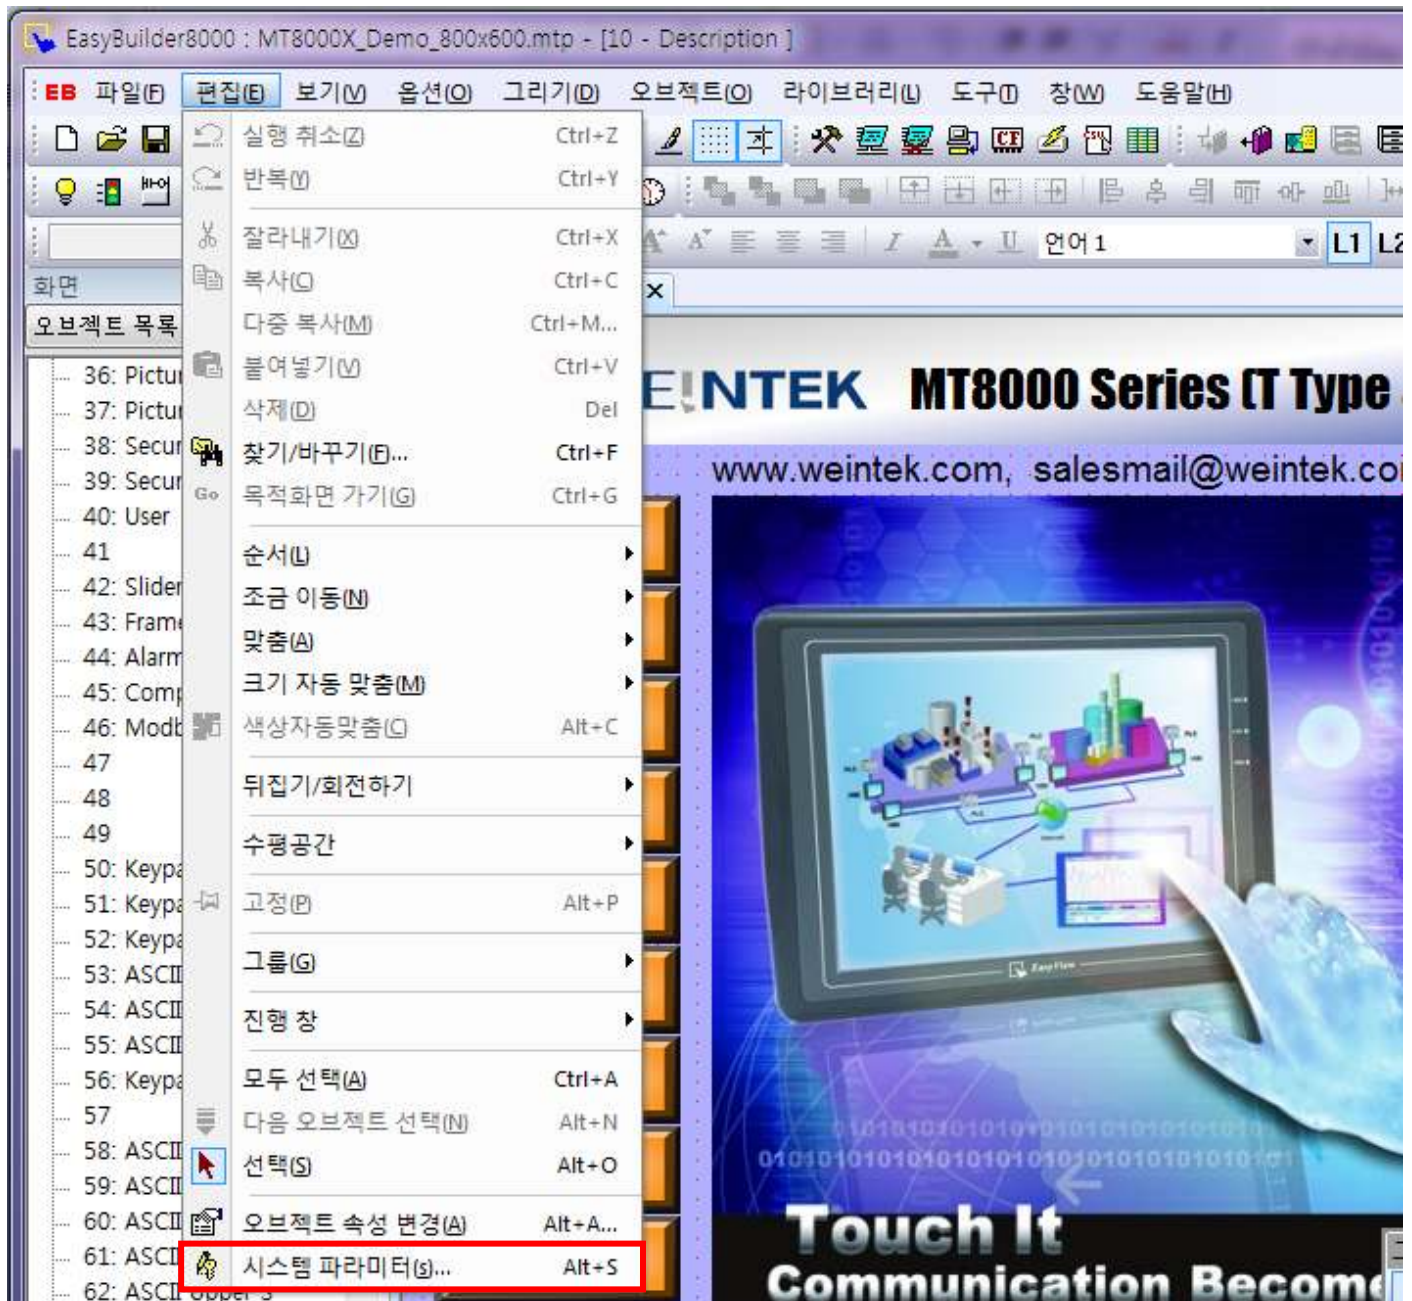 EasyBuilder8000 : MT8000X_Demo_800x600.mtp - [10 - Description ]
EB 파일(F) 편집(E) 보기(V) 옵션(O) 그리기(D) 오브젝트(O) 라이브러리(L) 도구(T) 창(W) 도움말(H)
실행 취소(Z) Ctrl+Z
반복(Y) Ctrl+Y
잘라내기(X) Ctrl+X
언어 1 L1 L2
화면
복사(C) Ctrl+C
오브젝트 목록
다중 복사(M) Ctrl+M...
36: Pictur
붙여넣기(V) Ctrl+V
37: Pictur
삭제(D) Del
EINTEK MT8000 Series (T Type
38: Secur
찾기/바꾸기(F)... Ctrl+F
39: Secur
Go 목적화면 가기(G) Ctrl+G
www.weintek.com, salesmail@weintek.co
40: User
41
순서(L)
42: Slider
조금 이동(N)
43: Frame
맞춤(A)
44: Alarm
45: Comp
크기 자동 맞춤(M)
46: Modb
색상자동맞춤(C) Alt+C
47
48
뒤집기/회전하기
49
수평공간
50: Keypa
51: Keypa
고정(P) Alt+P
52: Keypa
53: ASCII
그룹(G)
54: ASCII
진행 창
55: ASCII
56: Keypa
모두 선택(A) Ctrl+A
57
다음 오브젝트 선택(N) Alt+N
58: ASCII
선택(S) Alt+O
59: ASCII
60: ASCII
오브젝트 속성 변경(A) Alt+A...
61: ASCII
시스템 파라미터(s)... Alt+S
62: ASCII Upper S
Touch It
Communication Become